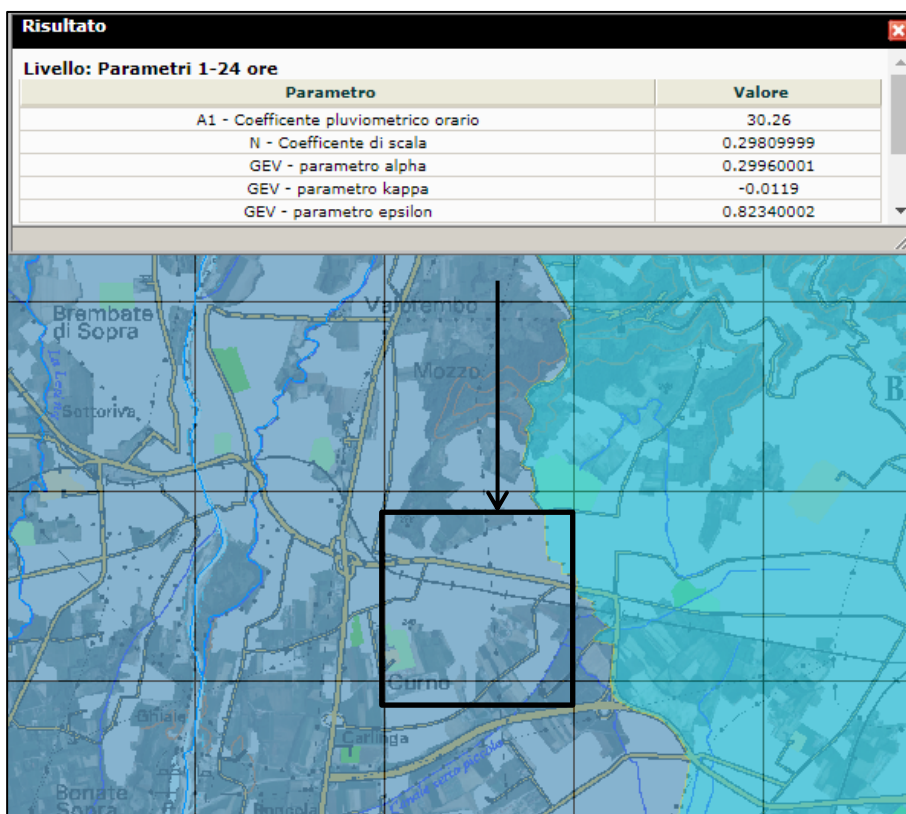 Risultato
Livello: Parametri 1-24 ore
Parametro Valore
A1 - Coefficente pluviometrico orario 30.26
N - Coefficente di scala 0.29809999
GEV - parametro alpha 0.29960001
GEV - parametro kappa -0.0119
GEV - parametro epsilon 0.82340002
Brembate
di Sopra
Valbrembo
Mozzo
Sottoriva
B
Curno
Ghiaie
Carlinga
Bonate
Sopra